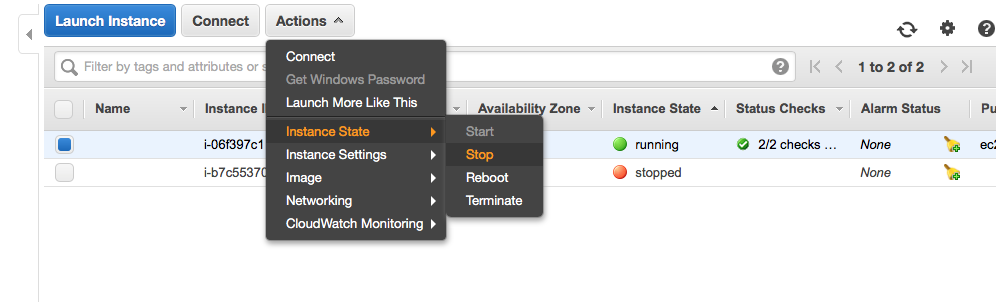 Launch Instance Connect Actions
Filter by tags and attributes or s 1 to 2 of 2
Name Instance I Availability Zone Instance State Status Checks Alarm Status Pu
i-06f397c1 running 2/2 checks ... None ec2
i-b7c55370 stopped None
Connect
Get Windows Password
Launch More Like This
Instance State
Instance Settings
Image
Networking
CloudWatch Monitoring
Start
Stop
Reboot
Terminate